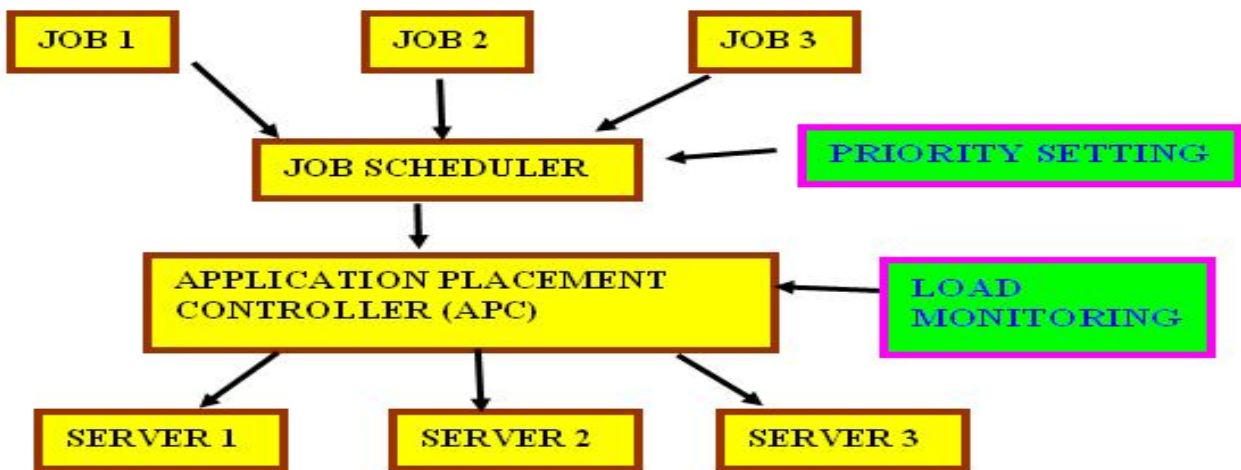 JOB 1
JOB 2
JOB 3
JOB SCHEDULER
PRIORITY SETTING
APPLICATION PLACEMENT
CONTROLLER (APC)
LOAD
MONITORING
SERVER 1
SERVER 2
SERVER 3